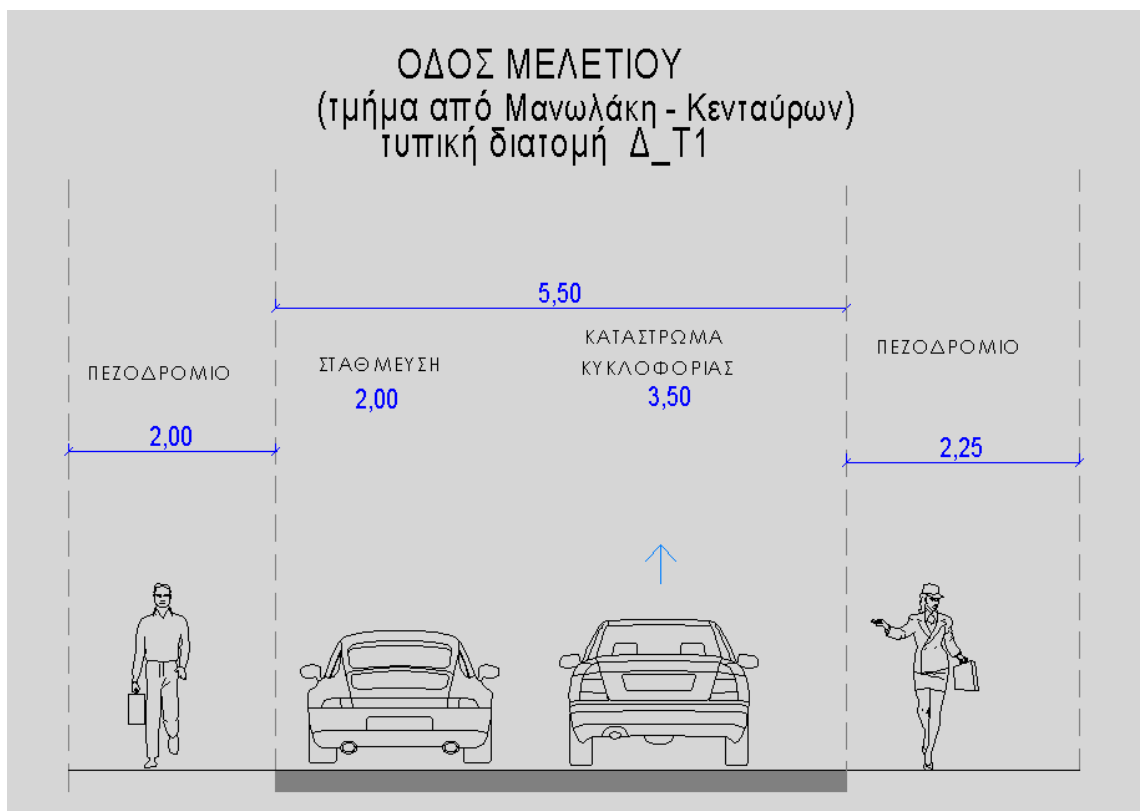 ΟΔΟΣ ΜΕΛΕΤΙΟΥ
(τμήμα από Μανωλάκη - Κενταύρων)
τυπική διατομή Δ_Τ1
5,50
ΠΕΖΟΔΡΟΜΙΟ
2,00
ΣΤΑΘΜΕΥΣΗ
2,00
ΚΑΤΑΣΤΡΩΜΑ
ΚΥΚΛΟΦΟΡΙΑΣ
3,50
ΠΕΖΟΔΡΟΜΙΟ
2,25